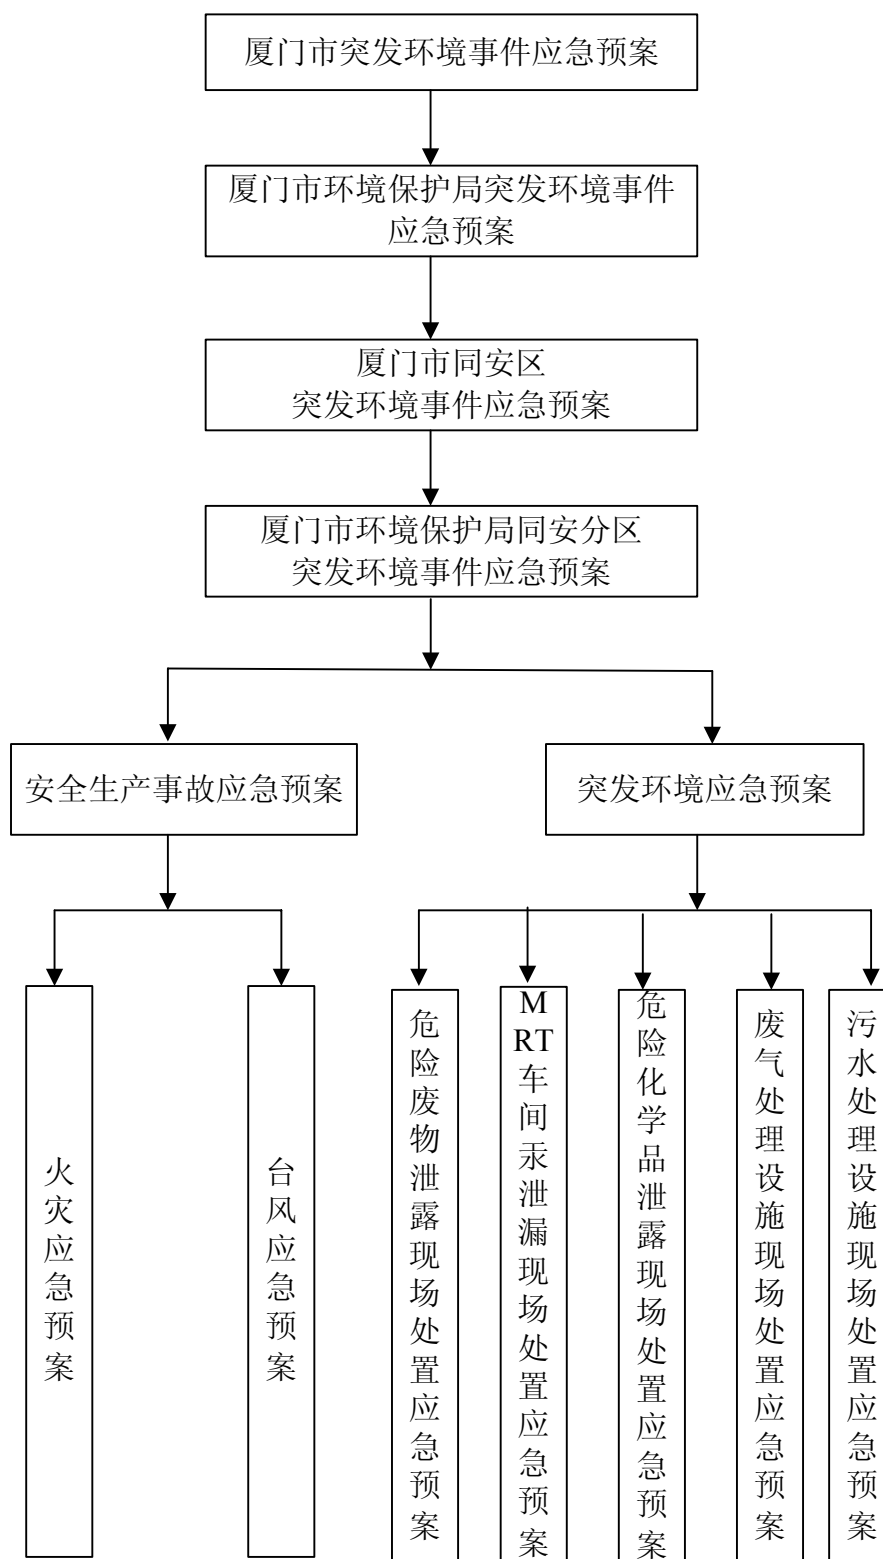 厦门市突发环境事件应急预案
厦门市环境保护局突发环境事件
应急预案
厦门市同安区
突发环境事件应急预案
厦门市环境保护局同安分区
突发环境事件应急预案
安全生产事故应急预案
突发环境应急预案
火灾应急预案
台风应急预案
危险废物泄露现场处置应急预案
MRT车间汞泄漏现场处置应急预案
危险化学品泄露现场处置应急预案
废气处理设施现场处置应急预案
污水处理设施现场处置应急预案